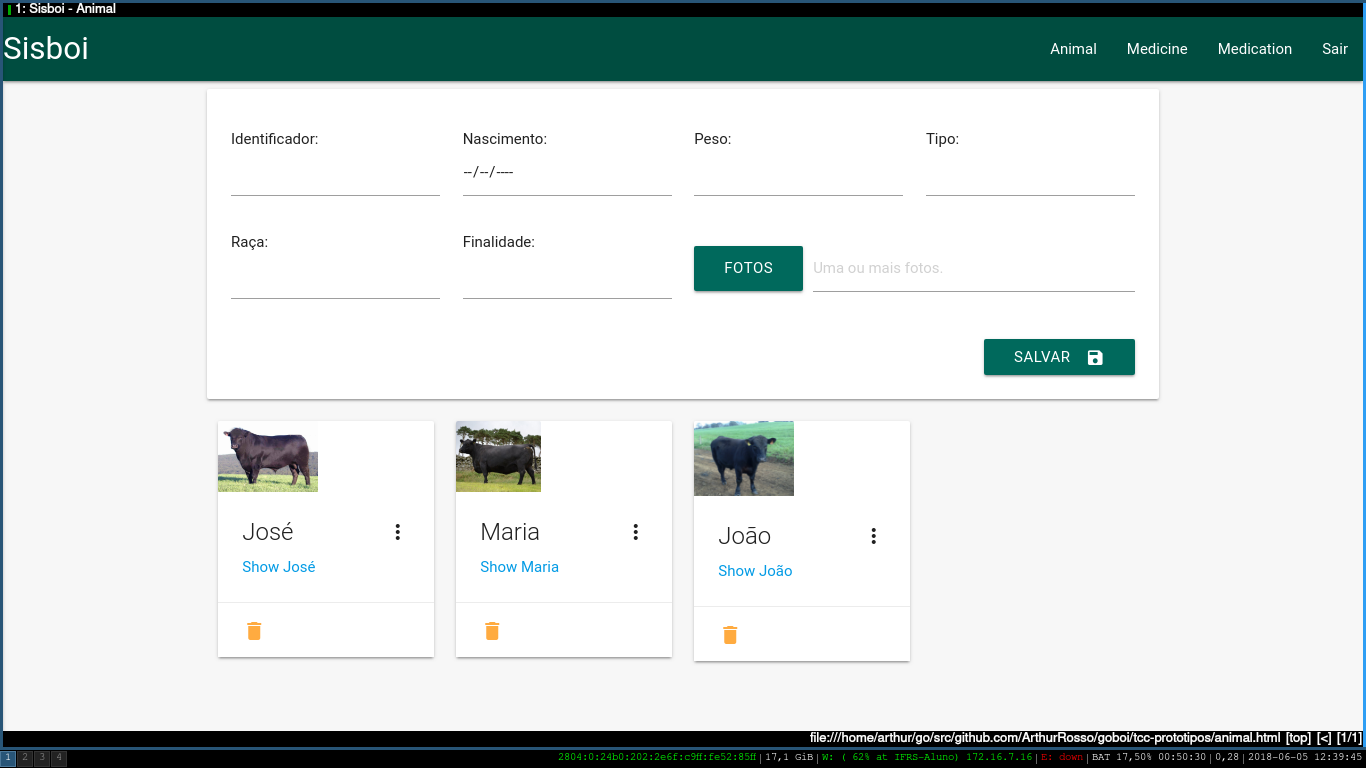 1: Sisboi - Animal
Sisboi Animal Medicine Medication Sair
Identificador: Nascimento: Peso: Tipo:
--/--/----
Raça: Finalidade:
FOTOS Uma ou mais fotos.
SALVAR
José Maria João
Show José Show Maria Show João
file:///home/arthur/go/src/github.com/ArthurRosso/goboi/tcc-prototipos/animal.html [top] [<] [1/1]
1 2 3 4 2804:0:24b0:202:2e6f:c9ff:fe52:85ff | 17,1 GiB | W: ( 62% at IFRS-Aluno) 172.16.7.16 | E: down | BAT 17,50% 00:50:30 | 0,28 | 2018-06-05 12:39:45